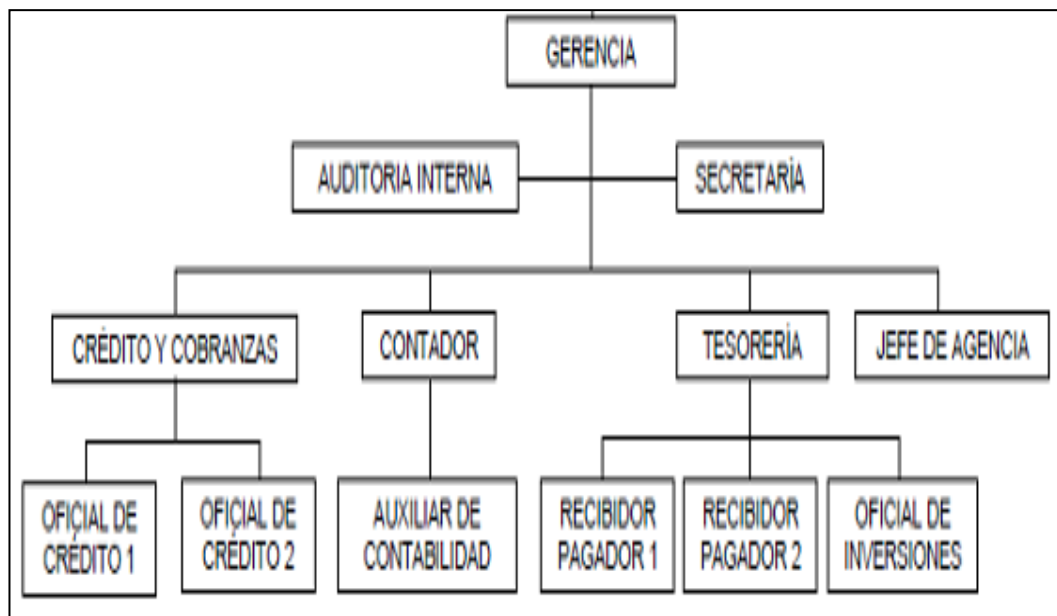 GERENCIA
AUDITORIA INTERNA
SECRETARÍA
CRÉDITO Y COBRANZAS
CONTADOR
TESORERÍA
JEFE DE AGENCIA
OFICIAL DE
CRÉDITO 1
OFICIAL DE
CRÉDITO 2
AUXILIAR DE
CONTABILIDAD
RECIBIDOR
PAGADOR 1
RECIBIDOR
PAGADOR 2
OFICIAL DE
INVERSIONES